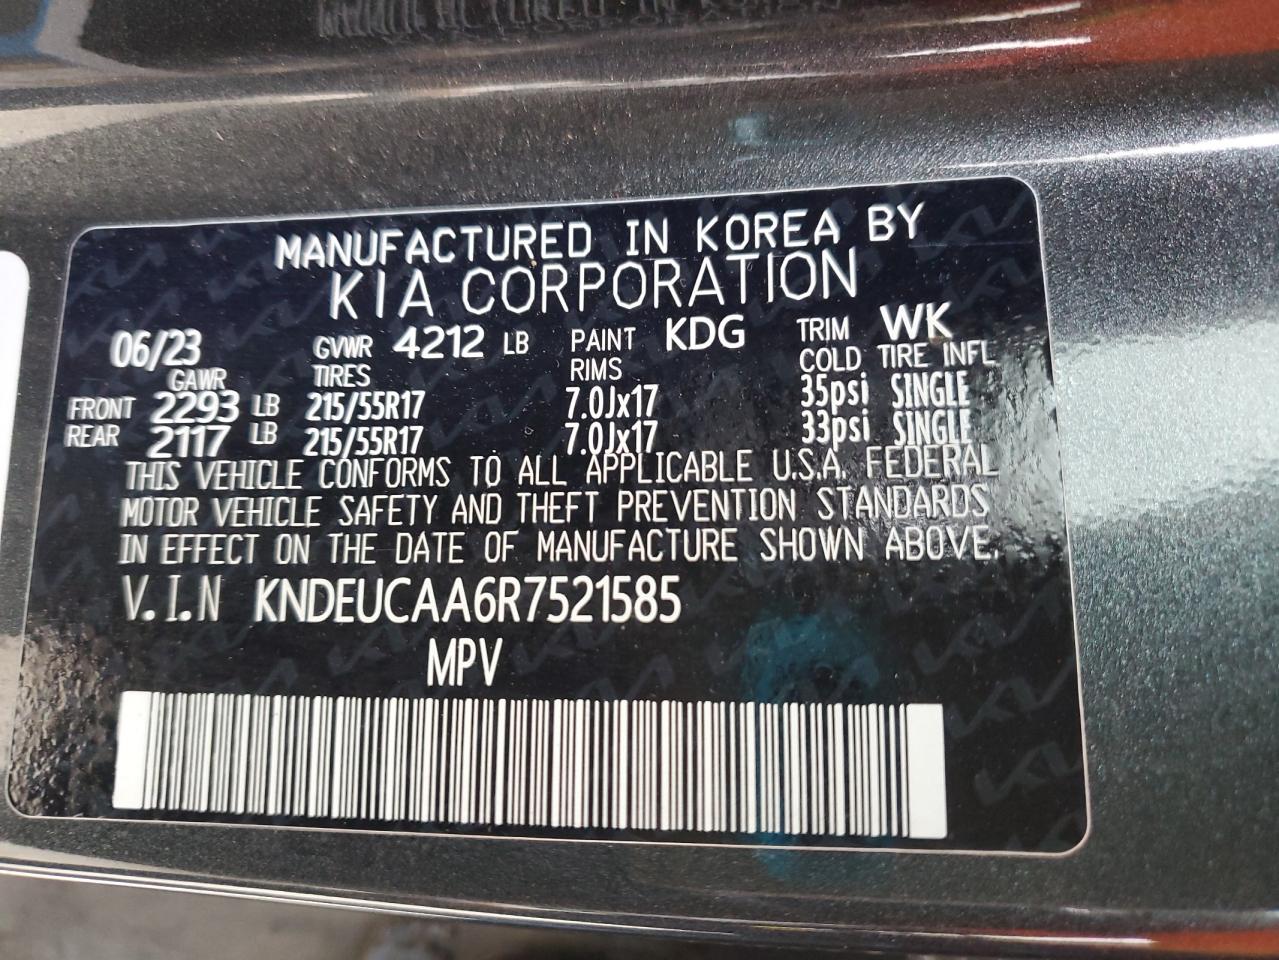 MANUFACTURED IN KOREA BY
KIA CORPORATION
06/23 GVWR 4212 LB PAINT KDG TRIM WK
GAWR TIRES RIMS COLD TIRE INFL
FRONT 2293 LB 215/55R17 7.0Jx17 35psi SINGLE
REAR 2117 LB 215/55R17 7.0Jx17 33psi SINGLE
THIS VEHICLE CONFORMS TO ALL APPLICABLE U.S.A. FEDERAL
MOTOR VEHICLE SAFETY AND THEFT PREVENTION STANDARDS
IN EFFECT ON THE DATE OF MANUFACTURE SHOWN ABOVE.
V.I.N KNDEUCAA6R7521585
MPV